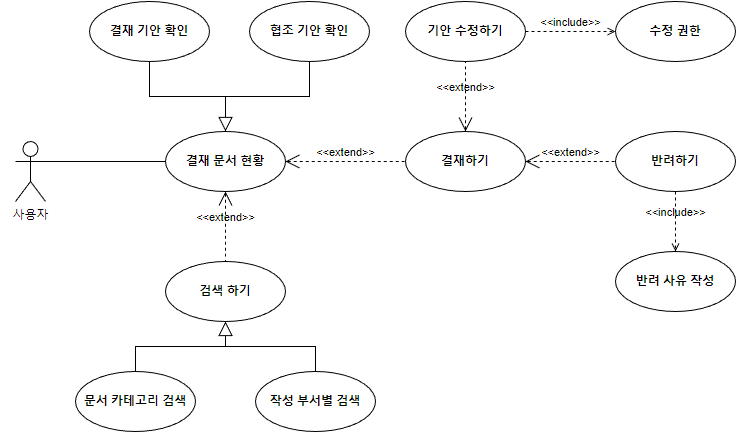 결재 기안 확인
협조 기안 확인
기안 수정하기
<<include>>
수정 권한
<<extend>>
사용자
결재 문서 현황
<<extend>>
결재하기
<<extend>>
반려하기
<<extend>>
<<include>>
검색 하기
반려 사유 작성
문서 카테고리 검색
작성 부서별 검색